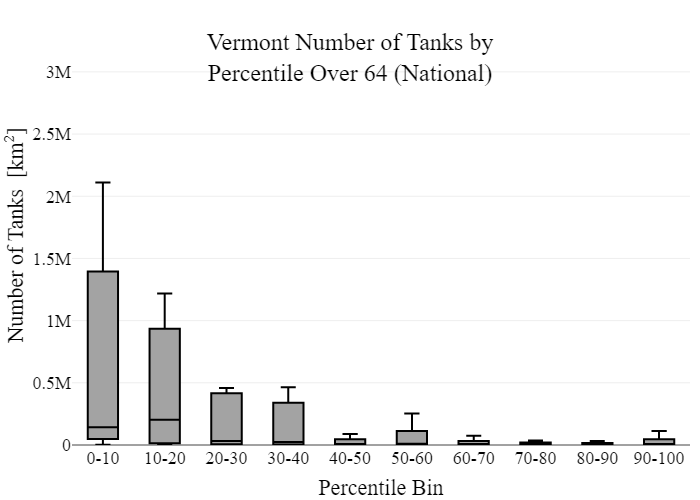 Vermont Number of Tanks by
Percentile Over 64 (National)
Number of Tanks [km²]
3M
2.5M
2M
1.5M
1M
0.5M
0
0-10 10-20 20-30 30-40 40-50 50-60 60-70 70-80 80-90 90-100
Percentile Bin